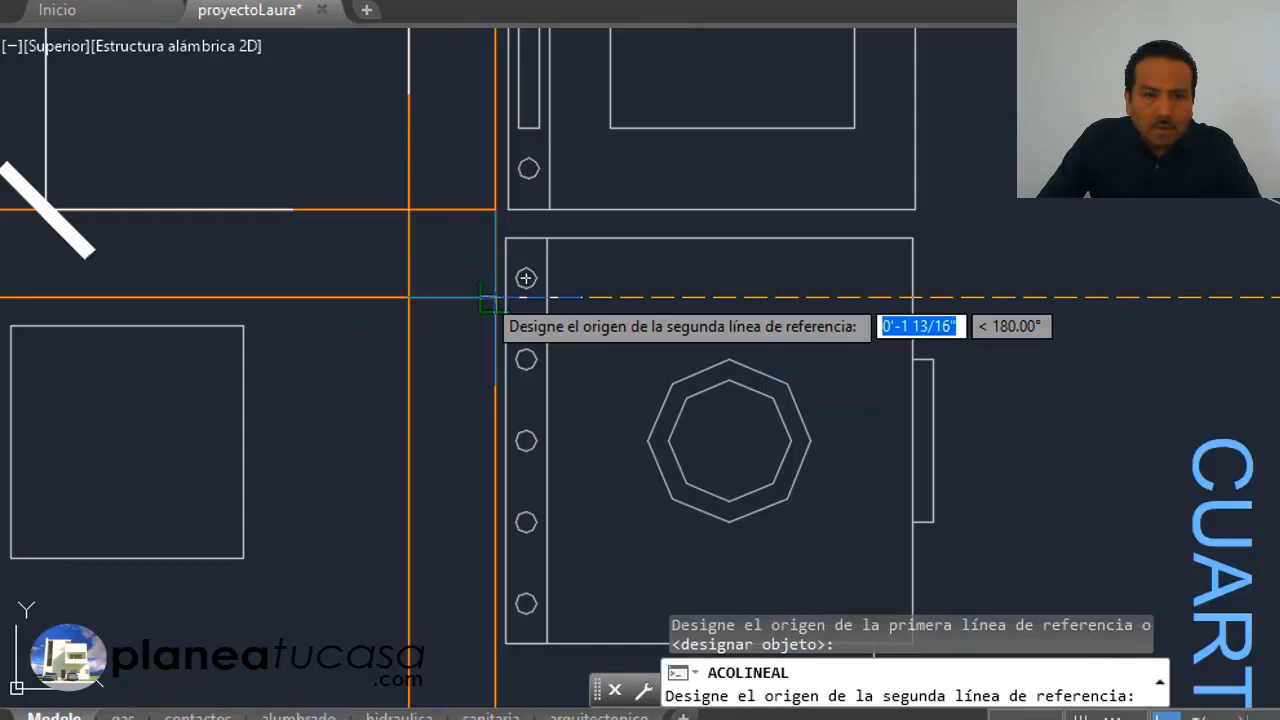 Inicio
proyectoLaura*
[−][Superior][Estructura alámbrica 2D]
Designe el origen de la segunda línea de referencia: 0'-1 13/16" < 180.00°
CUART
Y
planeatucasa
.com
Designe el origen de la primera línea de referencia o
<designar objeto>:
ACOLINEAL
Designe el origen de la segunda línea de referencia:
Modelo gas contactos alumbrado hidraulica sanitaria arquitectonico